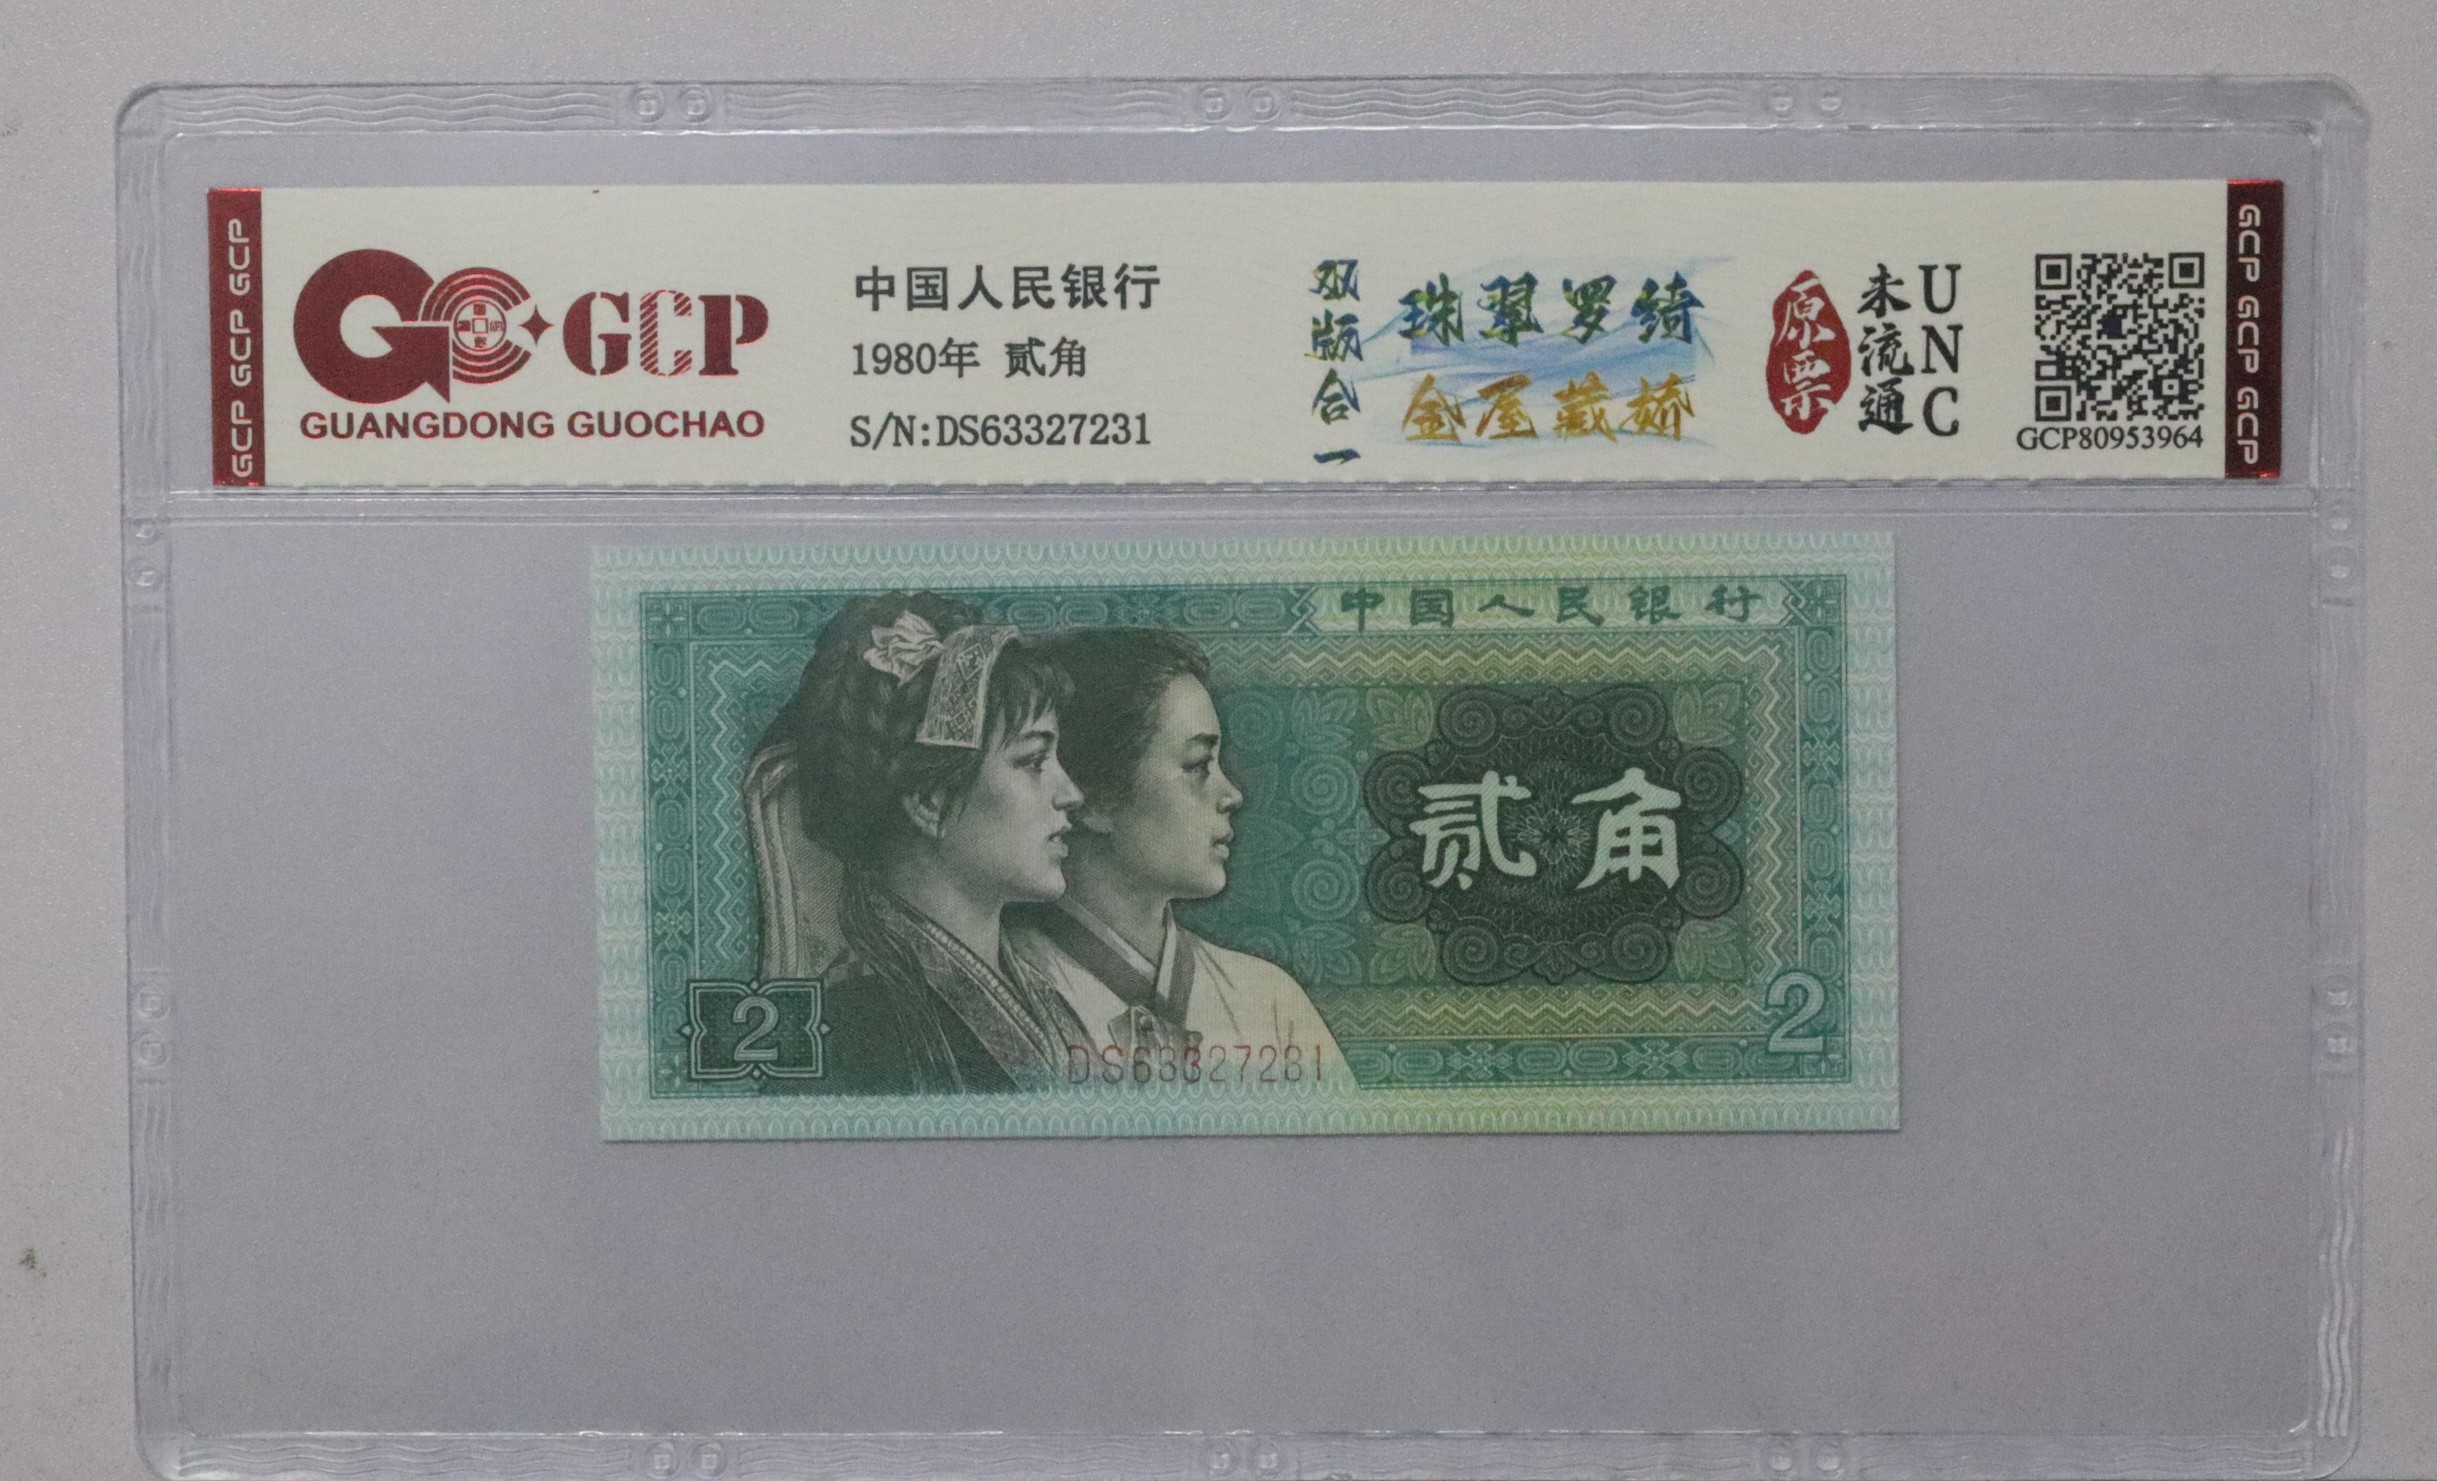 GCP GCP GCP
GCP
GUANGDONG GUOCHAO
中国人民银行
1980年 贰角
S/N:DS63327231
双版合一
珠翠罗绮
金屋藏娇
原票
未流通
UNC
GCP80953964
GCP GCP GCP
中国人民银行
贰角
2
2
DS63327231